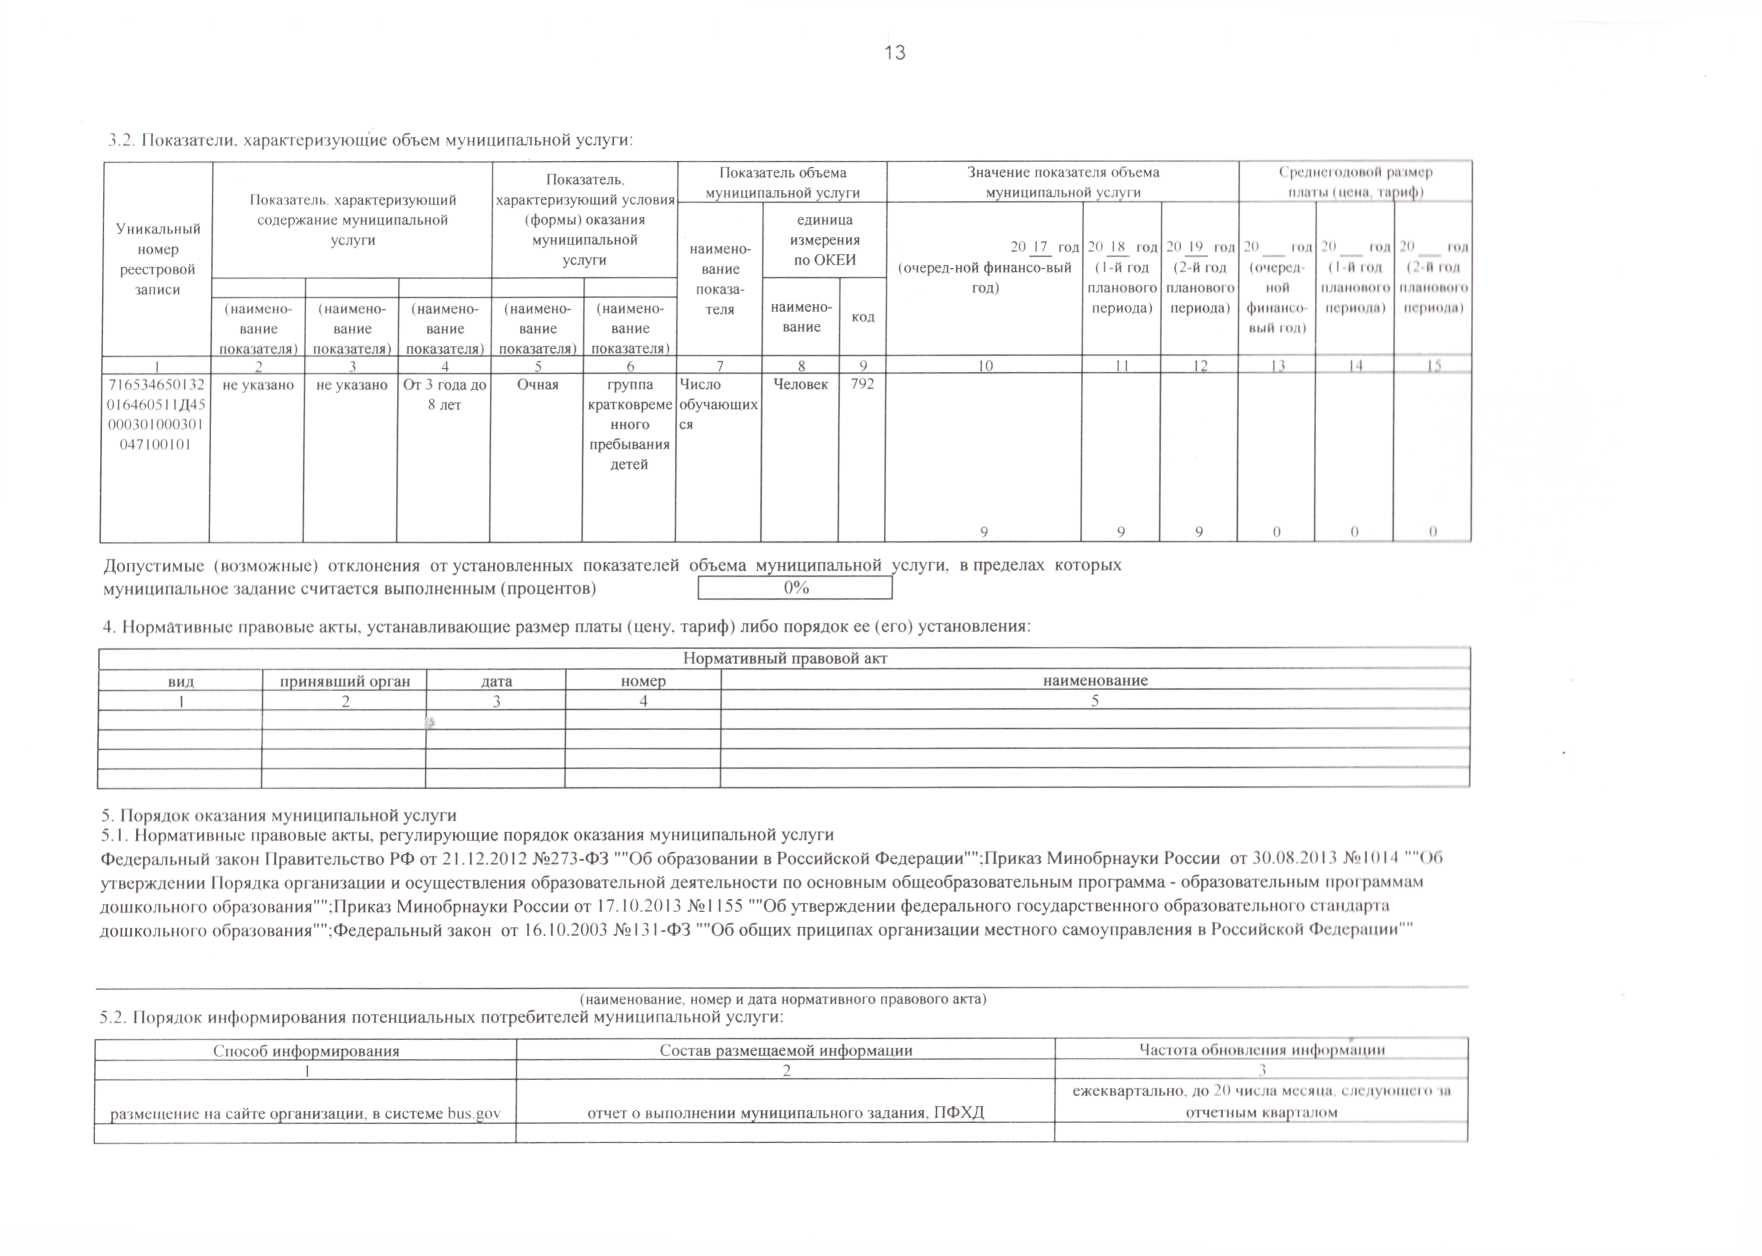 13
3.2. Показатели, характеризующие объем муниципальной услуги:
Уникальный номер реестровой записи
Показатель, характеризующий содержание муниципальной услуги
Показатель, характеризующий условия (формы) оказания муниципальной услуги
Показатель объема муниципальной услуги
Значение показателя объема муниципальной услуги
Среднегодовой размер платы (цена, тариф)
наимено-вание показа-теля
единица измерения по ОКЕИ
20 17 год (очеред-ной финансо-вый год)
20 18 год (1-й год планового периода)
20 19 год (2-й год планового периода)
20 ___ год (очеред-ной финансо-вый год)
20 ___ год (1-й год планового периода)
20 ___ год (2-й год планового периода)
(наимено-вание показателя) (наимено-вание показателя) (наимено-вание показателя) (наимено-вание показателя) (наимено-вание показателя)
наимено-вание
код
1 2 3 4 5 6 7 8 9 10 11 12 13 14 15
716534650132
016460511Д45
000301000301
047100101
не указано
не указано
От 3 года до
8 лет
Очная
группа
кратковреме
нного
пребывания
детей
Число
обучающих
ся
Человек
792
9 9 9 0 0 0
Допустимые (возможные) отклонения от установленных показателей объема муниципальной услуги, в пределах которых
муниципальное задание считается выполненным (процентов) 0%
4. Нормативные правовые акты, устанавливающие размер платы (цену, тариф) либо порядок ее (его) установления:
Нормативный правовой акт
вид принявший орган дата номер наименование
1 2 3 4 5
5. Порядок оказания муниципальной услуги
5.1. Нормативные правовые акты, регулирующие порядок оказания муниципальной услуги
Федеральный закон Правительство РФ от 21.12.2012 №273-ФЗ ""Об образовании в Российской Федерации"";Приказ Минобрнауки России от 30.08.2013 №1014 ""Об
утверждении Порядка организации и осуществления образовательной деятельности по основным общеобразовательным программа - образовательным программам
дошкольного образования"";Приказ Минобрнауки России от 17.10.2013 №1155 ""Об утверждении федерального государственного образовательного стандарта
дошкольного образования"";Федеральный закон от 16.10.2003 №131-ФЗ ""Об общих приципах организации местного самоуправления в Российской Федерации""
(наименование, номер и дата нормативного правового акта)
5.2. Порядок информирования потенциальных потребителей муниципальной услуги:
Способ информирования Состав размещаемой информации Частота обновления информации
1 2 3
размещение на сайте организации, в системе bus.gov
отчет о выполнении муниципального задания, ПФХД
ежеквартально, до 20 числа месяца, следующего за
отчетным кварталом